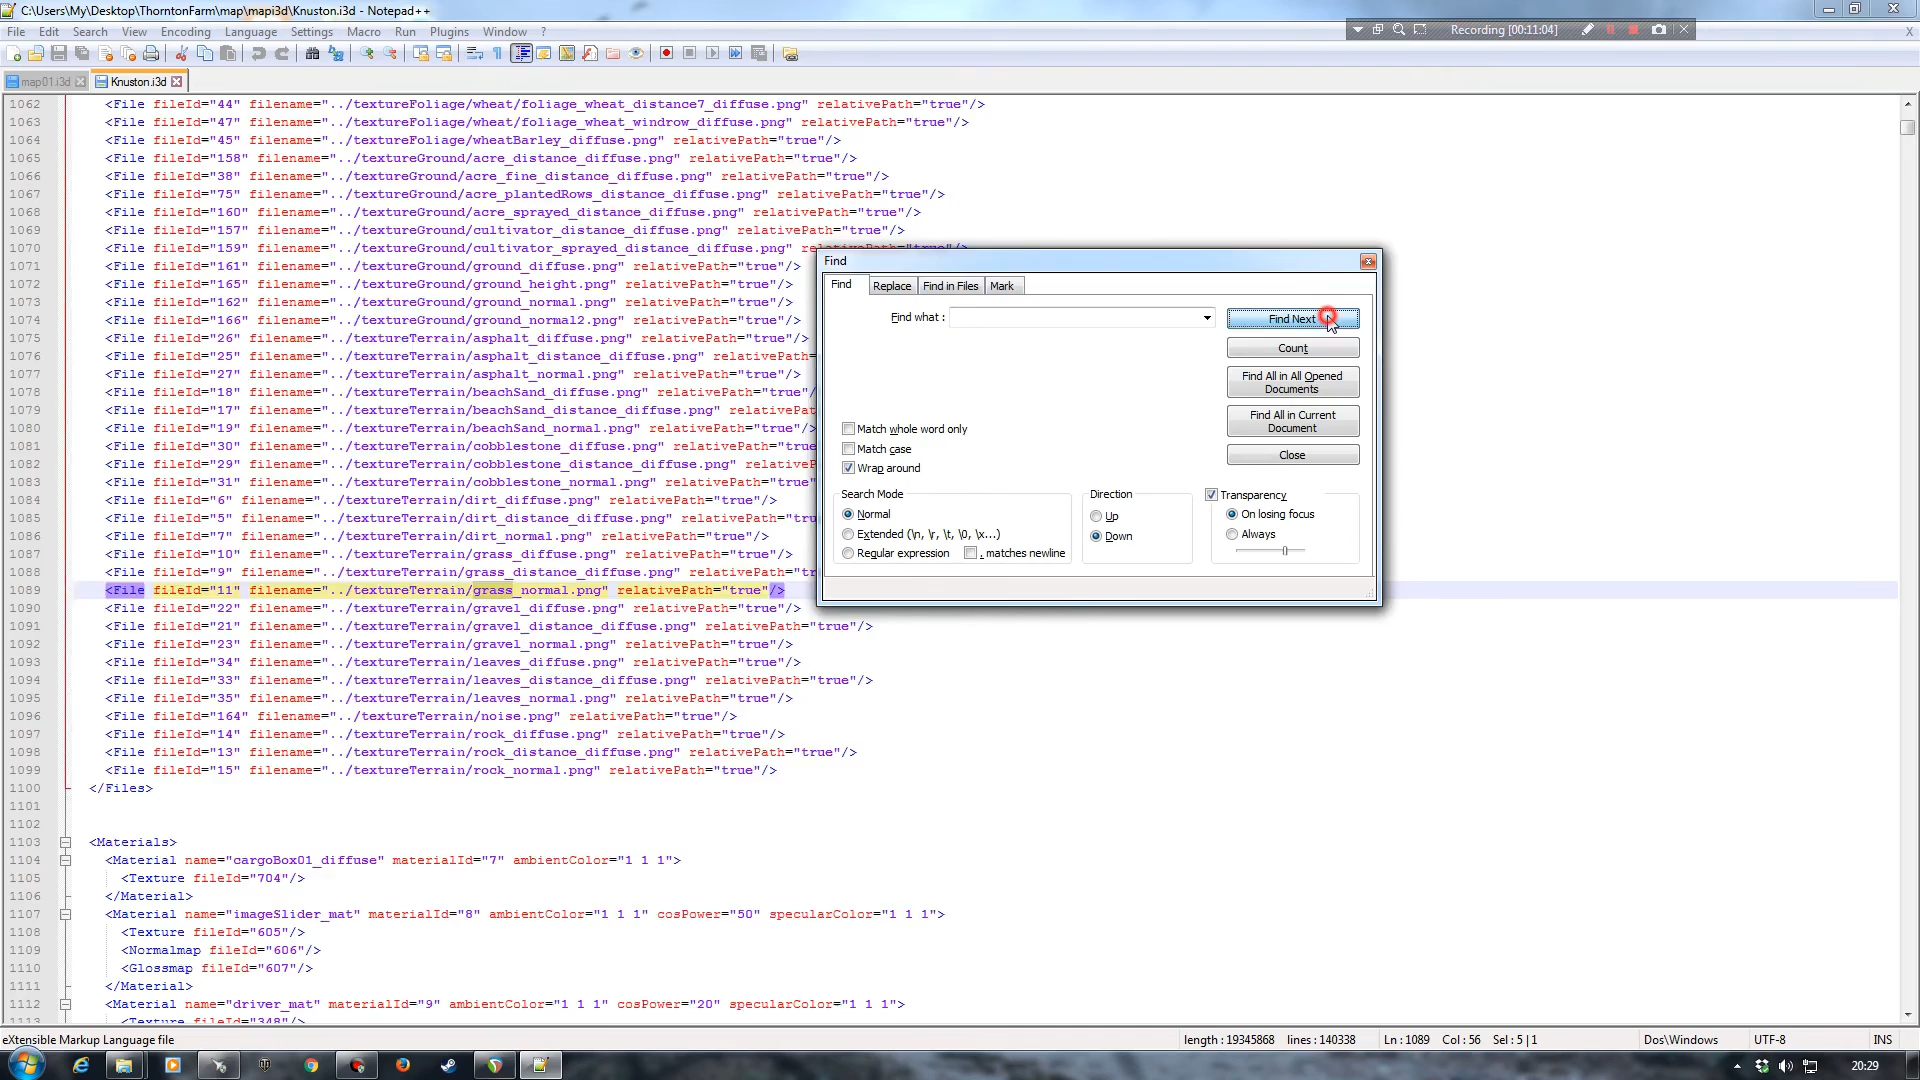 C:\Users\My\Desktop\ThorntonFarm\map\mapi3d\Knuston.i3d - Notepad++
File Edit Search View Encoding Language Settings Macro Run Plugins Window ?
Recording [00:11:04]
map01.i3d Knuston.i3d
1062 <File fileId="44" filename="../textureFoliage/wheat/foliage_wheat_distance7_diffuse.png" relativePath="true"/>
1063 <File fileId="47" filename="../textureFoliage/wheat/foliage_wheat_windrow_diffuse.png" relativePath="true"/>
1064 <File fileId="45" filename="../textureFoliage/wheatBarley_diffuse.png" relativePath="true"/>
1065 <File fileId="158" filename="../textureGround/acre_distance_diffuse.png" relativePath="true"/>
1066 <File fileId="38" filename="../textureGround/acre_fine_distance_diffuse.png" relativePath="true"/>
1067 <File fileId="75" filename="../textureGround/acre_plantedRows_distance_diffuse.png" relativePath="true"/>
1068 <File fileId="160" filename="../textureGround/acre_sprayed_distance_diffuse.png" relativePath="true"/>
1069 <File fileId="157" filename="../textureGround/cultivator_distance_diffuse.png" relativePath="true"/>
1070 <File fileId="159" filename="../textureGround/cultivator_sprayed_distance_diffuse.png" relativePath="true"/>
1071 <File fileId="161" filename="../textureGround/ground_diffuse.png" relativePath="true"/>
1072 <File fileId="165" filename="../textureGround/ground_height.png" relativePath="true"/>
1073 <File fileId="162" filename="../textureGround/ground_normal.png" relativePath="true"/>
1074 <File fileId="166" filename="../textureGround/ground_normal2.png" relativePath="true"/>
1075 <File fileId="26" filename="../textureTerrain/asphalt_diffuse.png" relativePath="true"/>
1076 <File fileId="25" filename="../textureTerrain/asphalt_distance_diffuse.png" relativePath
1077 <File fileId="27" filename="../textureTerrain/asphalt_normal.png" relativePath="true"/>
1078 <File fileId="18" filename="../textureTerrain/beachSand_diffuse.png" relativePath="true"/
1079 <File fileId="17" filename="../textureTerrain/beachSand_distance_diffuse.png" relativePath
1080 <File fileId="19" filename="../textureTerrain/beachSand_normal.png" relativePath="true"/>
1081 <File fileId="30" filename="../textureTerrain/cobblestone_diffuse.png" relativePath="true
1082 <File fileId="29" filename="../textureTerrain/cobblestone_distance_diffuse.png" relativePa
1083 <File fileId="31" filename="../textureTerrain/cobblestone_normal.png" relativePath="true"/
1084 <File fileId="6" filename="../textureTerrain/dirt_diffuse.png" relativePath="true"/>
1085 <File fileId="5" filename="../textureTerrain/dirt_distance_diffuse.png" relativePath="tru
1086 <File fileId="7" filename="../textureTerrain/dirt_normal.png" relativePath="true"/>
1087 <File fileId="10" filename="../textureTerrain/grass_diffuse.png" relativePath="true"/>
1088 <File fileId="9" filename="../textureTerrain/grass_distance_diffuse.png" relativePath="tr
1089 <File fileId="11" filename="../textureTerrain/grass_normal.png" relativePath="true"/>
1090 <File fileId="22" filename="../textureTerrain/gravel_diffuse.png" relativePath="true"/>
1091 <File fileId="21" filename="../textureTerrain/gravel_distance_diffuse.png" relativePath="true"/>
1092 <File fileId="23" filename="../textureTerrain/gravel_normal.png" relativePath="true"/>
1093 <File fileId="34" filename="../textureTerrain/leaves_diffuse.png" relativePath="true"/>
1094 <File fileId="33" filename="../textureTerrain/leaves_distance_diffuse.png" relativePath="true"/>
1095 <File fileId="35" filename="../textureTerrain/leaves_normal.png" relativePath="true"/>
1096 <File fileId="164" filename="../textureTerrain/noise.png" relativePath="true"/>
1097 <File fileId="14" filename="../textureTerrain/rock_diffuse.png" relativePath="true"/>
1098 <File fileId="13" filename="../textureTerrain/rock_distance_diffuse.png" relativePath="true"/>
1099 <File fileId="15" filename="../textureTerrain/rock_normal.png" relativePath="true"/>
1100 </Files>
1101
1102
1103 <Materials>
1104 <Material name="cargoBox01_diffuse" materialId="7" ambientColor="1 1 1">
1105 <Texture fileId="704"/>
1106 </Material>
1107 <Material name="imageSlider_mat" materialId="8" ambientColor="1 1 1" cosPower="50" specularColor="1 1 1">
1108 <Texture fileId="605"/>
1109 <Normalmap fileId="606"/>
1110 <Glossmap fileId="607"/>
1111 </Material>
1112 <Material name="driver_mat" materialId="9" ambientColor="1 1 1" cosPower="20" specularColor="1 1 1">
1113 <Texture fileId="348"/>
Find
Find Replace Find in Files Mark
Find what : Find Next
Count
Find All in All Opened
Documents
Find All in Current
Document
Close
Match whole word only
Match case
Wrap around
Search Mode Direction Transparency
Normal Up On losing focus
Extended (\n, \r, \t, \0, \x...) Down Always
Regular expression . matches newline
eXtensible Markup Language file length : 19345868 lines : 140338 Ln : 1089 Col : 56 Sel : 5 | 1 Dos\Windows UTF-8 INS
20:29